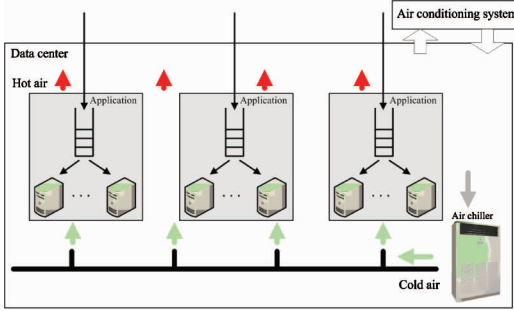 Air conditioning system
Data center
Hot air
Application
Application
Application
Air chiller
Cold air